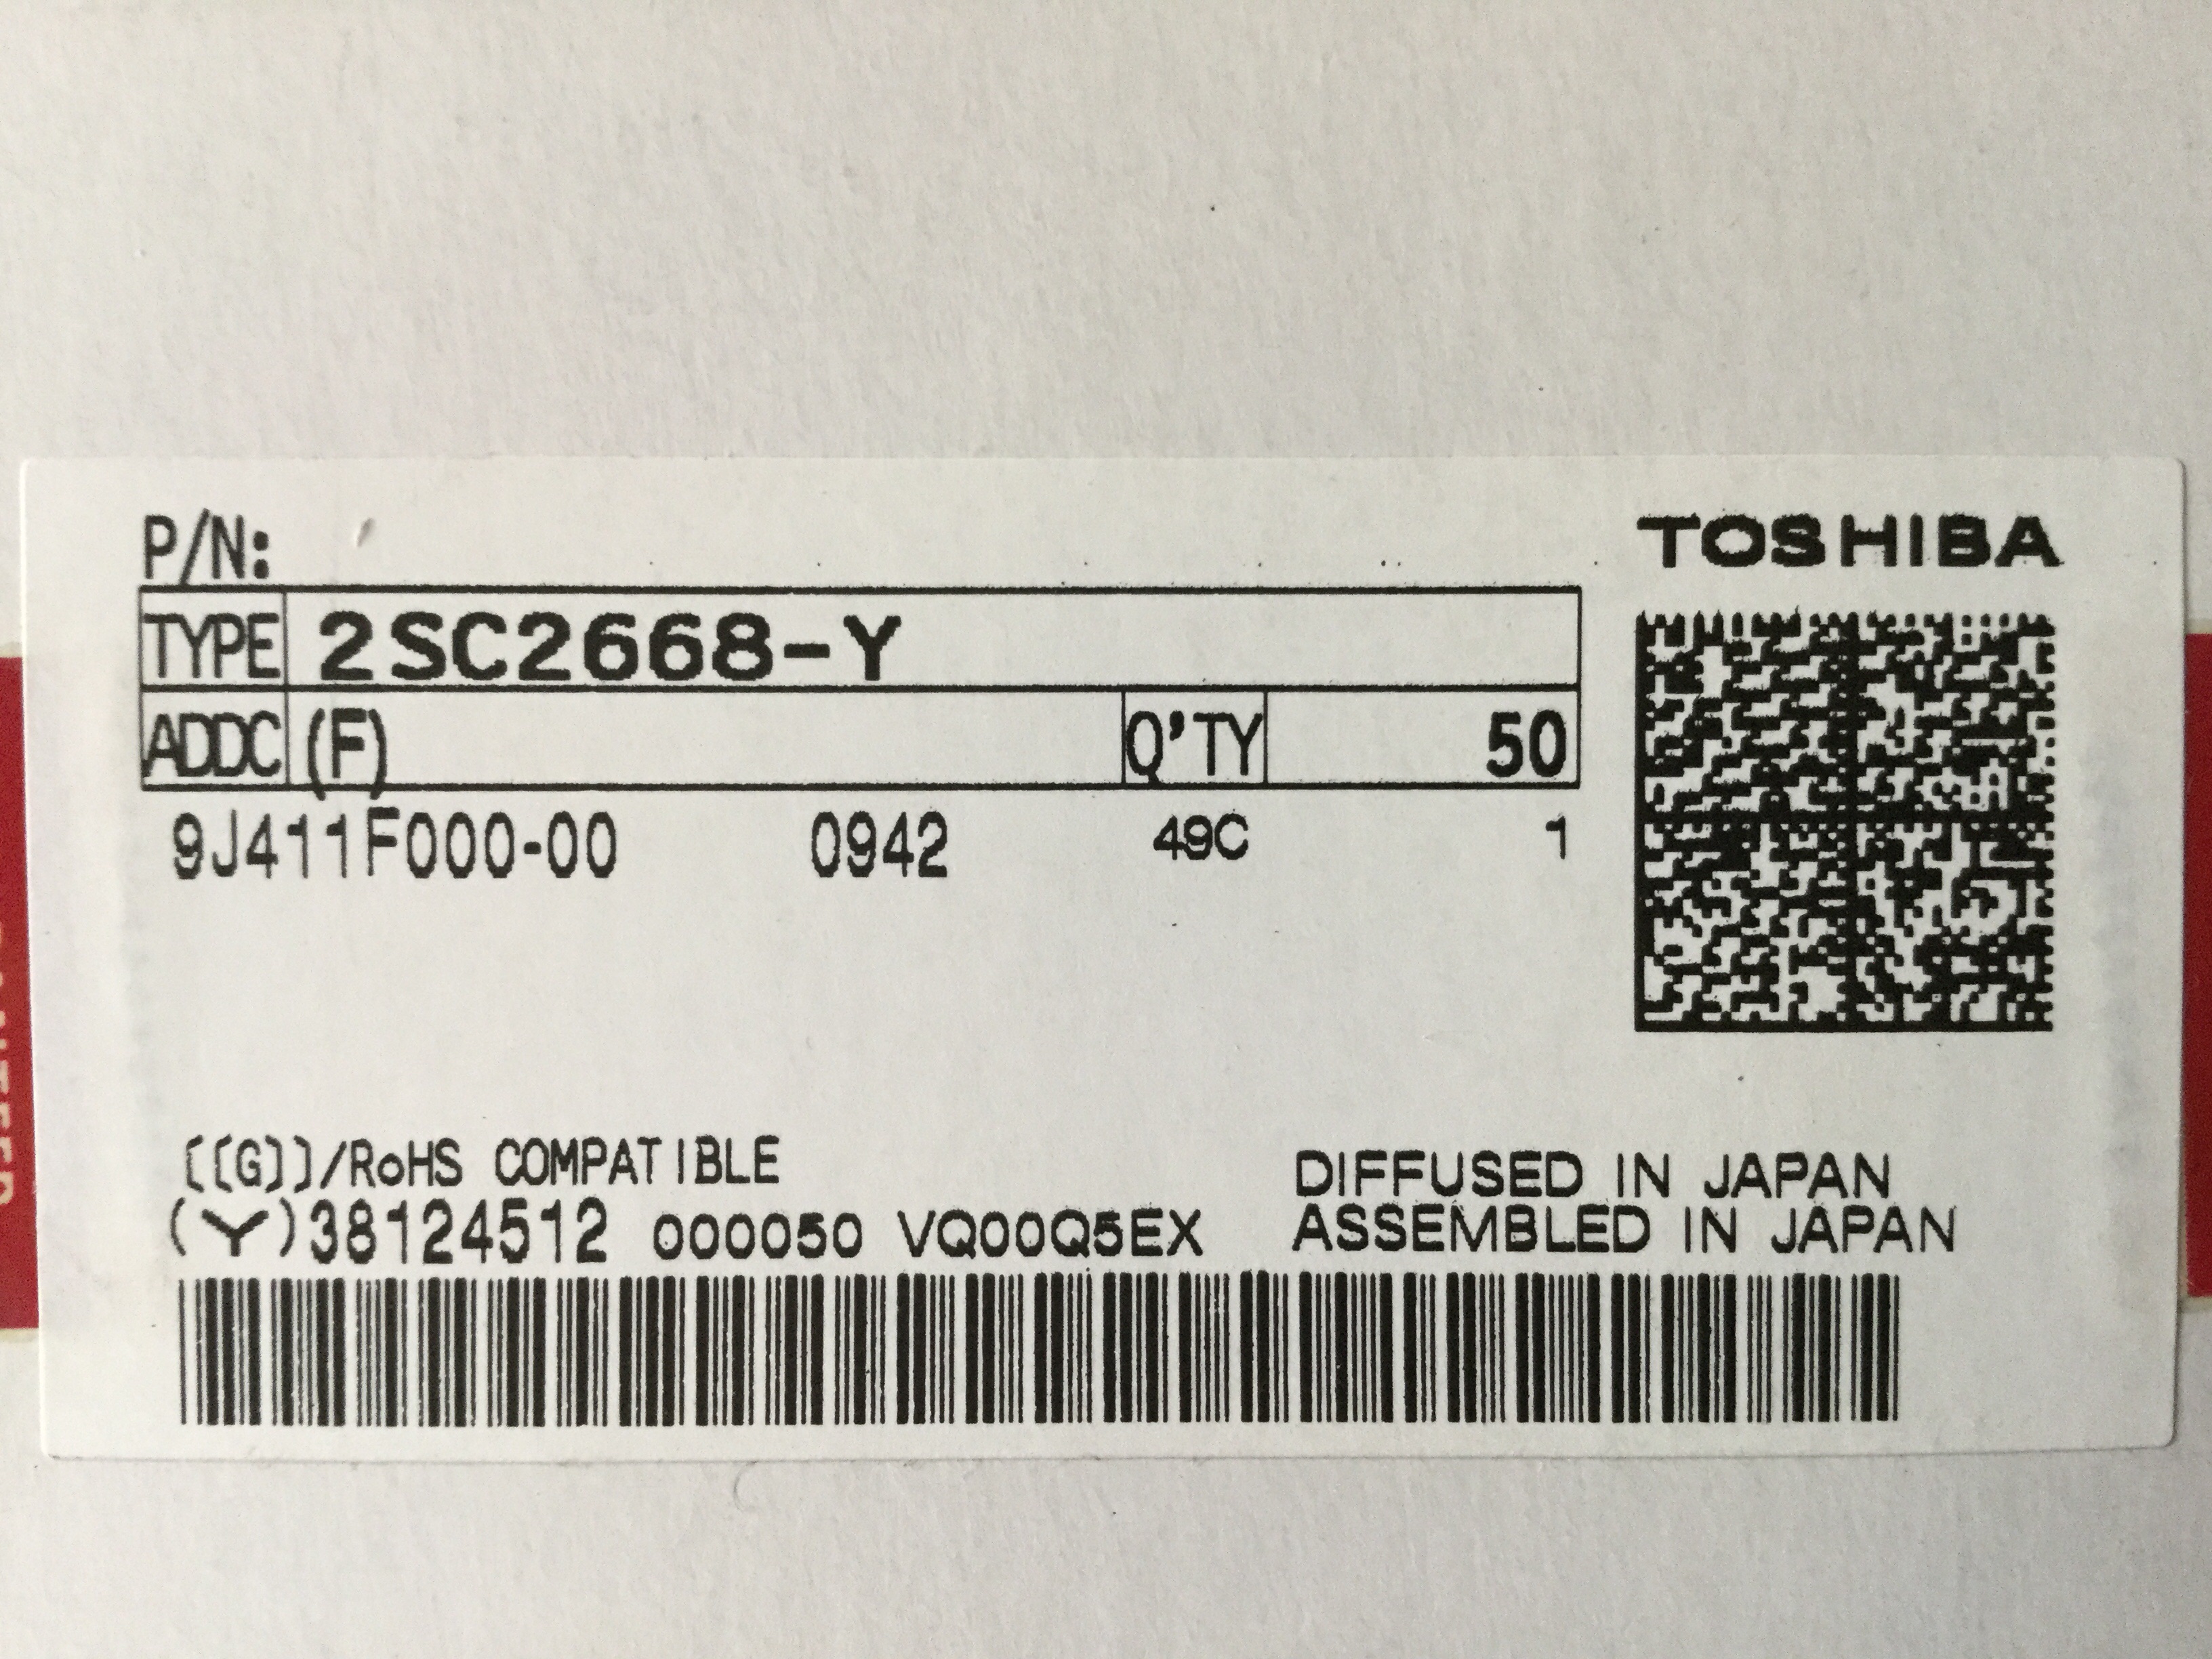 P/N:
TOSHIBA
TYPE 2SC2668-Y
ADDC (F) Q'TY 50
9J411F000-00 0942 49C 1
[[G]]/RoHS COMPATIBLE
DIFFUSED IN JAPAN
(Y)38124512 000050 VQ00Q5EX
ASSEMBLED IN JAPAN